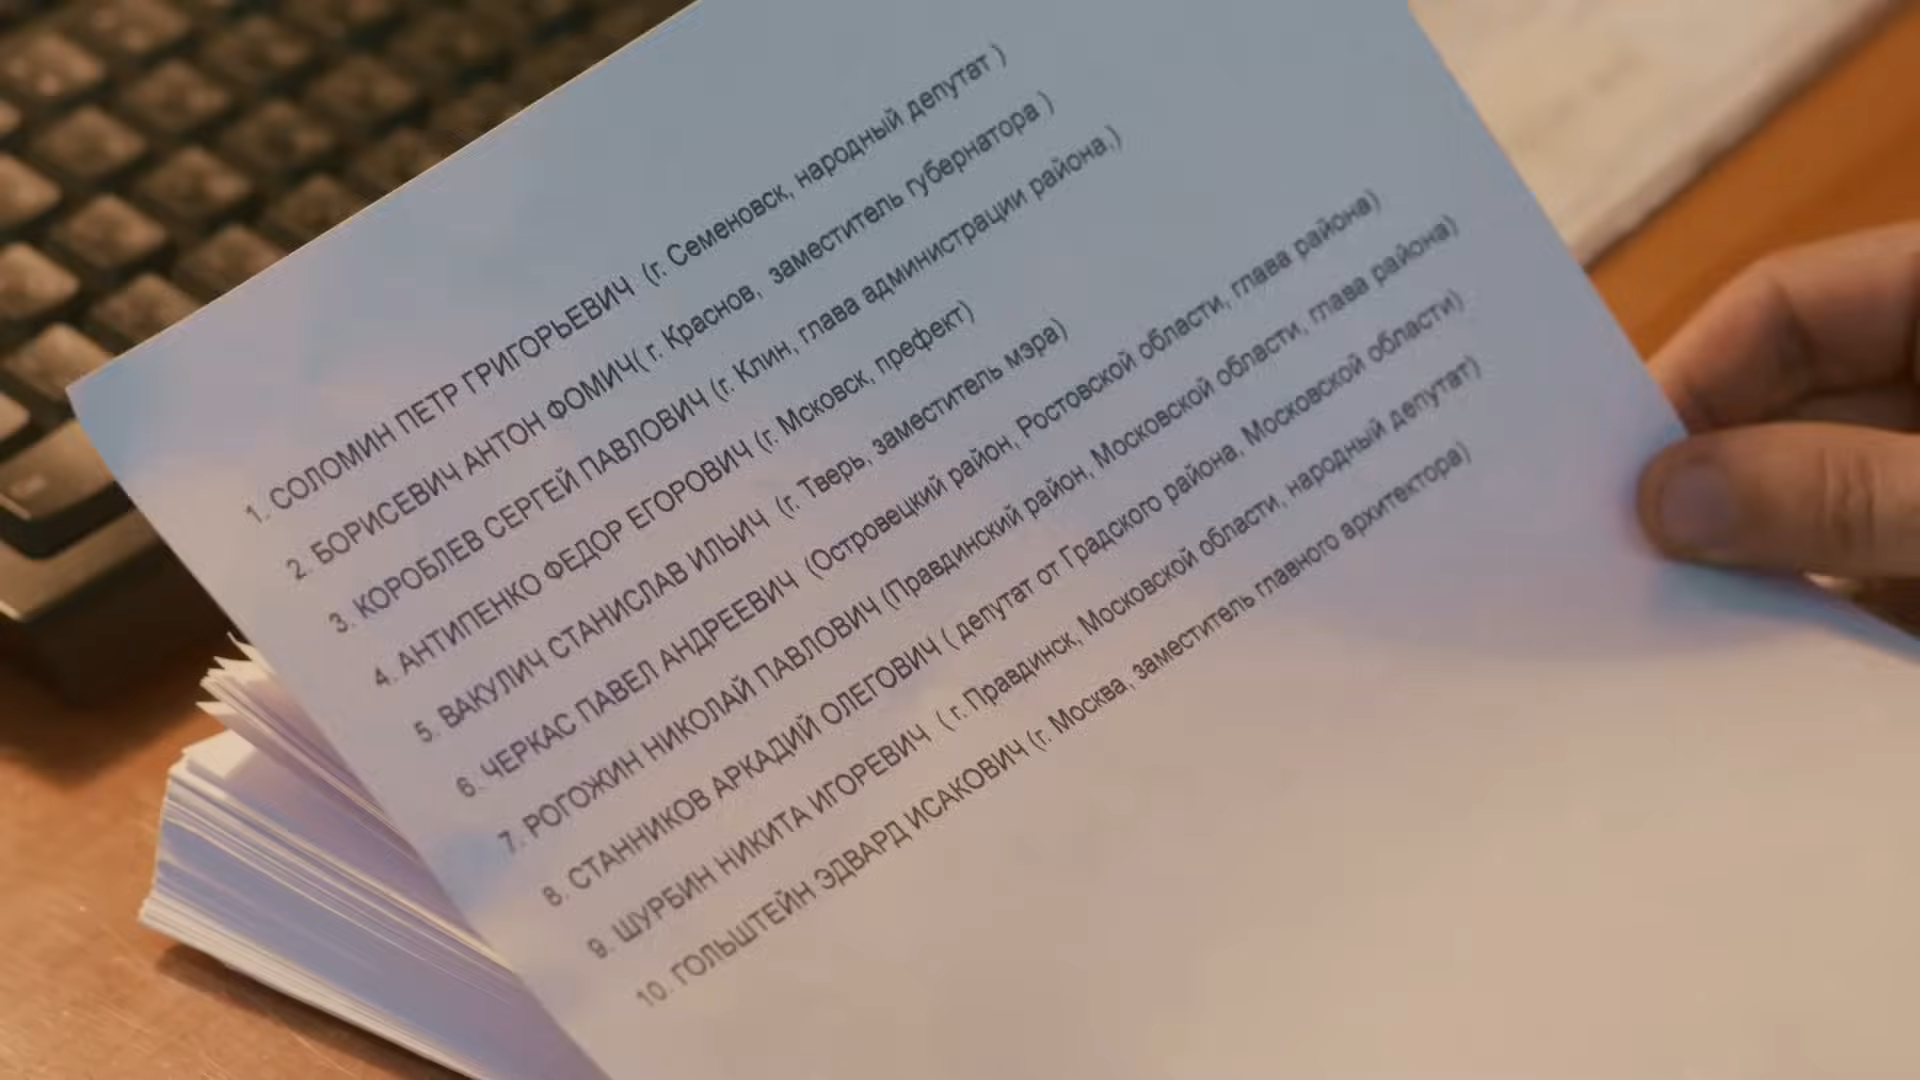 1. СОЛОМИН ПЕТР ГРИГОРЬЕВИЧ (г. Семеновск, народный депутат )
2. БОРИСЕВИЧ АНТОН ФОМИЧ( г. Краснов, заместитель губернатора )
3. КОРОБЛЕВ СЕРГЕЙ ПАВЛОВИЧ (г. Клин, глава администрации района,)
4. АНТИПЕНКО ФЕДОР ЕГОРОВИЧ (г. Мсковск, префект)
5. ВАКУЛИЧ СТАНИСЛАВ ИЛЬИЧ (г. Тверь, заместитель мэра)
6. ЧЕРКАС ПАВЕЛ АНДРЕЕВИЧ (Островецкий район, Ростовской области, глава района)
7. РОГОЖИН НИКОЛАЙ ПАВЛОВИЧ (Правдинский район, Московской области, глава района)
8. СТАННИКОВ АРКАДИЙ ОЛЕГОВИЧ ( депутат от Градского района, Московской области)
9. ШУРБИН НИКИТА ИГОРЕВИЧ ( г. Правдинск, Московской области, народный депутат)
10. ГОЛЬШТЕЙН ЭДВАРД ИСАКОВИЧ (г. Москва, заместитель главного архитектора)